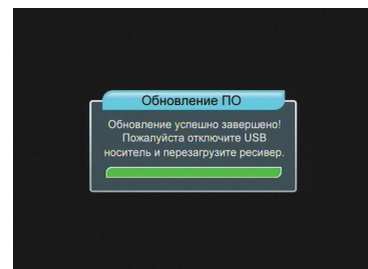 Обновление ПО
Обновление успешно завершено!
Пожалуйста отключите USB
носитель и перезагрузите ресивер.